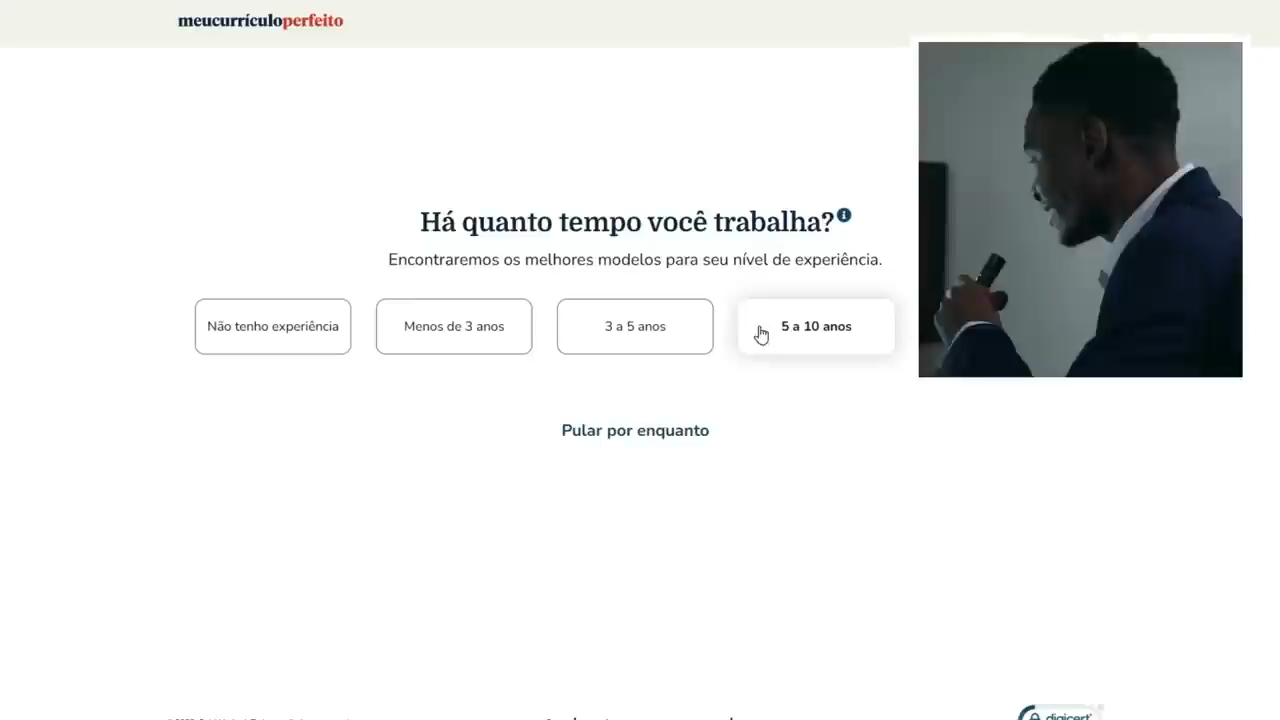 meucurrículoperfeito
Há quanto tempo você trabalha?
Encontraremos os melhores modelos para seu nível de experiência.
Não tenho experiência
Menos de 3 anos
3 a 5 anos
5 a 10 anos
Pular por enquanto
digicert